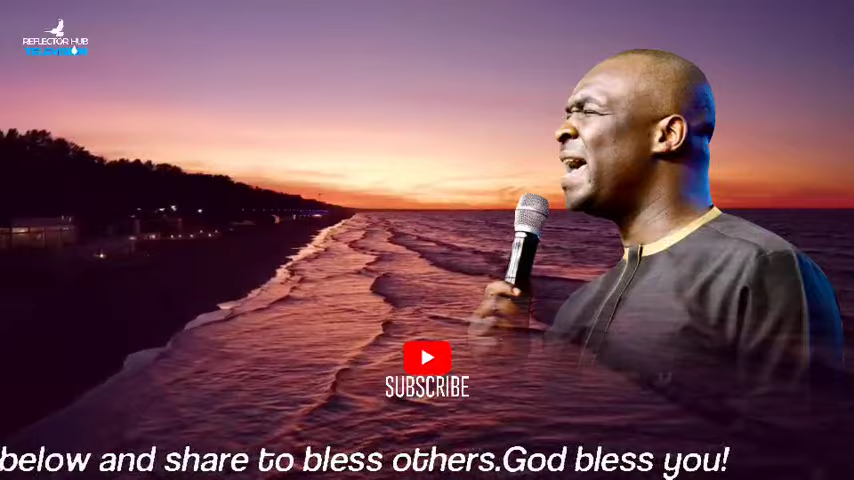 REFLECTOR HUB
SUBSCRIBE
below and share to bless others.God bless you!